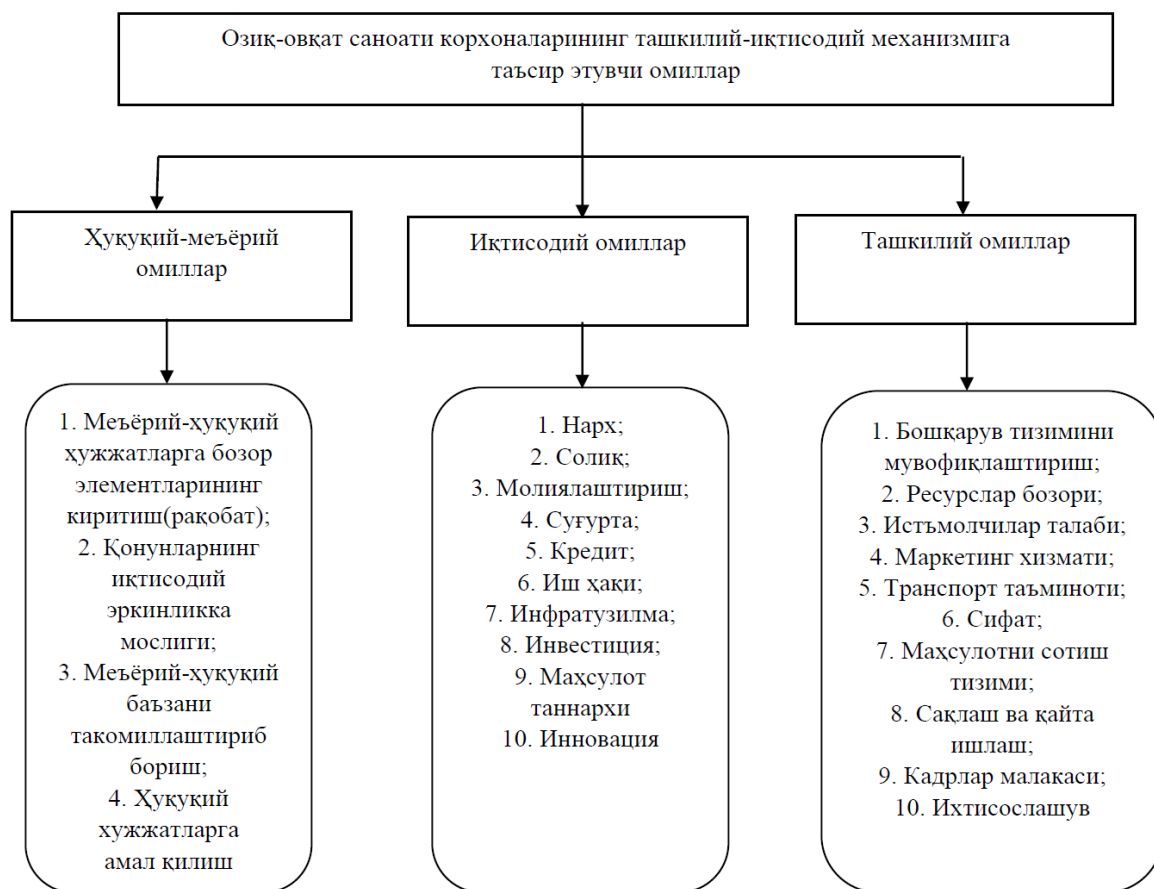 Озиқ-овқат саноати корхоналарининг ташкилий-иқтисодий механизмига
таъсир этувчи омиллар
Ҳуқуқий-меъёрий
омиллар
Иқтисодий омиллар
Ташкилий омиллар
1. Меъёрий-ҳуқуқий
ҳужжатларга бозор
элементларининг
киритиш(рақобат);
2. Қонунларнинг
иқтисодий
эркинликка
мослиги;
3. Меъёрий-ҳуқуқий
баъзани
такомиллаштириб
бориш;
4. Ҳуқуқий
хужжатларга
амал қилиш
1. Нарх;
2. Солиқ;
3. Молиялаштириш;
4. Суғурта;
5. Кредит;
6. Иш ҳақи;
7. Инфратузилма;
8. Инвестиция;
9. Маҳсулот
таннархи
10. Инновация
1. Бошқарув тизимини
мувофиқлаштириш;
2. Ресурслар бозори;
3. Истъмолчилар талаби;
4. Маркетинг хизмати;
5. Транспорт таъминоти;
6. Сифат;
7. Маҳсулотни сотиш
тизими;
8. Сақлаш ва қайта
ишлаш;
9. Кадрлар малакаси;
10. Ихтисослашув